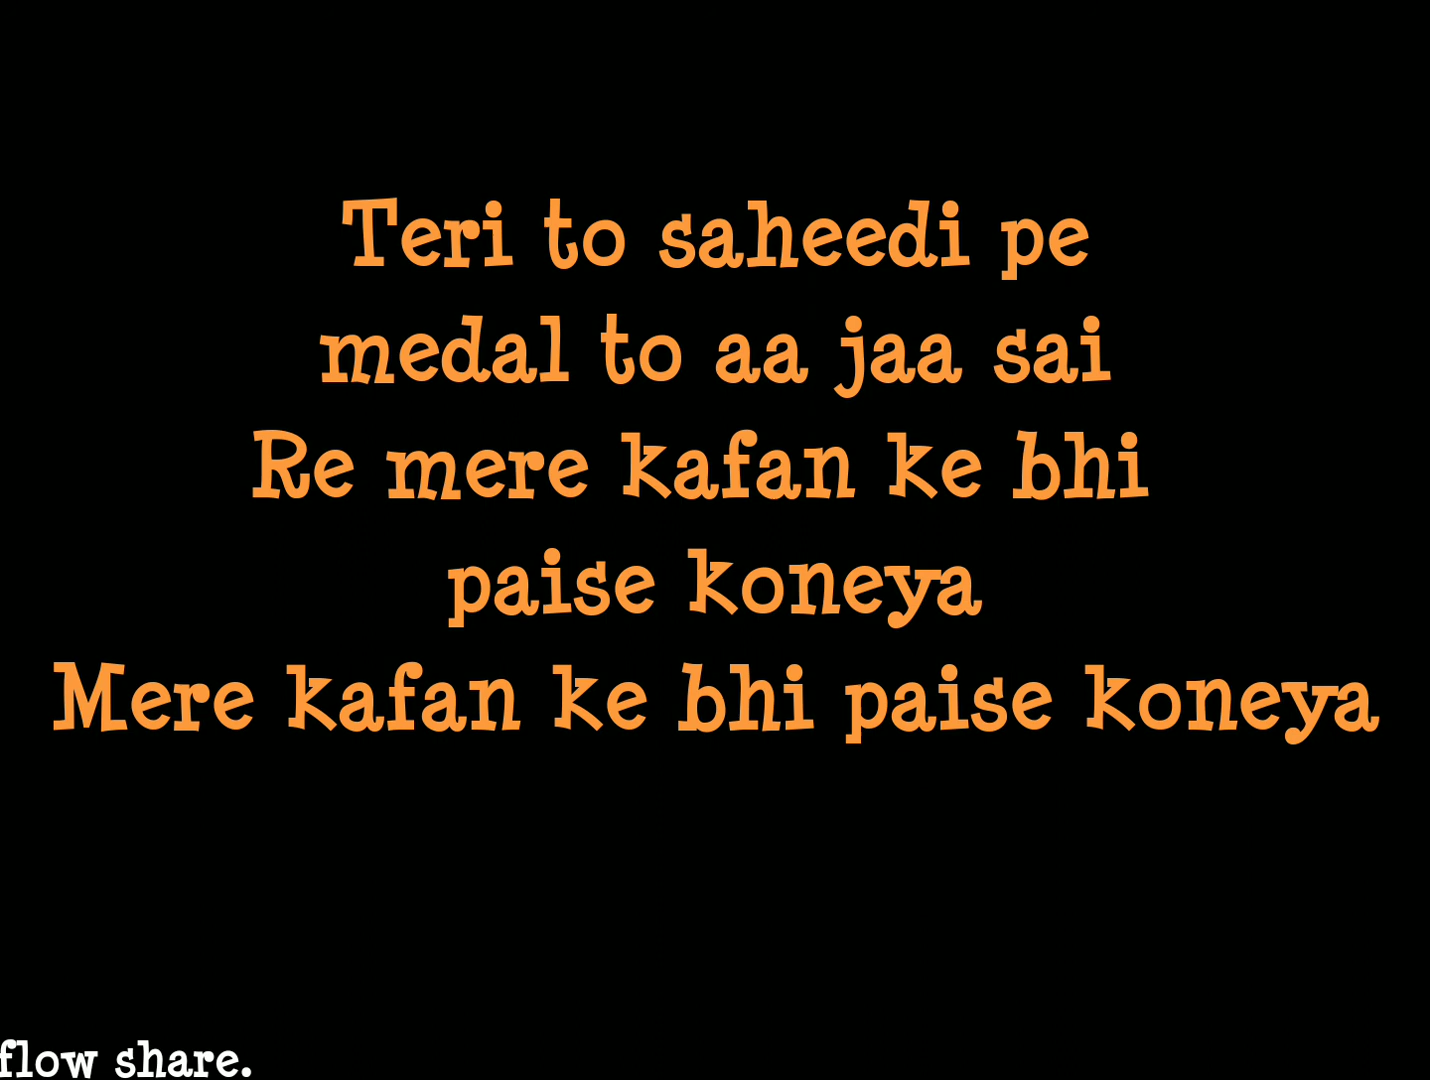 Teri to saheedi pe
medal to aa jaa sai
Re mere kafan ke bhi
paise koneya
Mere kafan ke bhi paise koneya
flow share.